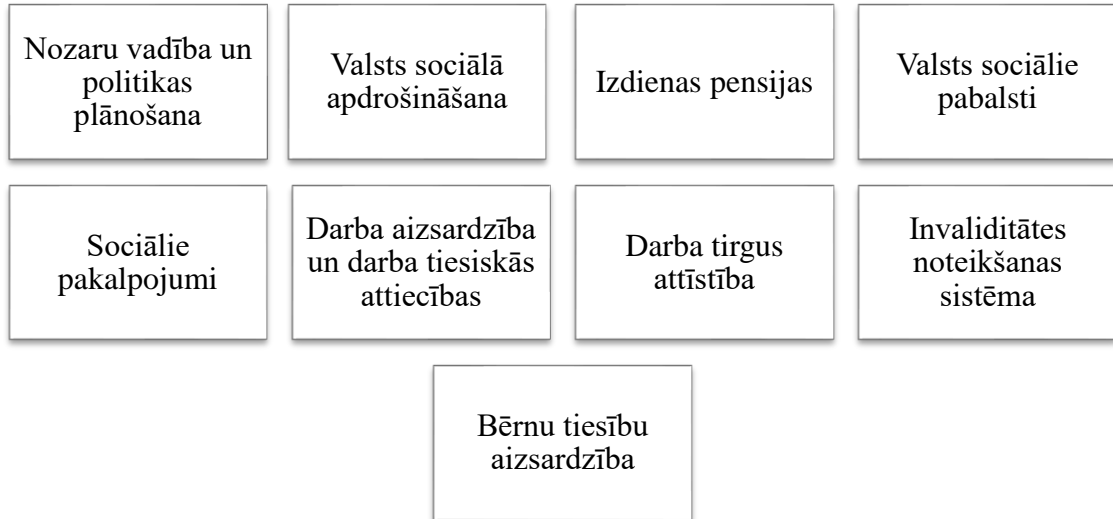 Nozaru vadība un
politikas
plānošana
Valsts sociālā
apdrošināšana
Izdienas pensijas
Valsts sociālie
pabalsti
Sociālie
pakalpojumi
Darba aizsardzība
un darba tiesiskās
attiecības
Darba tirgus
attīstība
Invaliditātes
noteikšanas
sistēma
Bērnu tiesību
aizsardzība